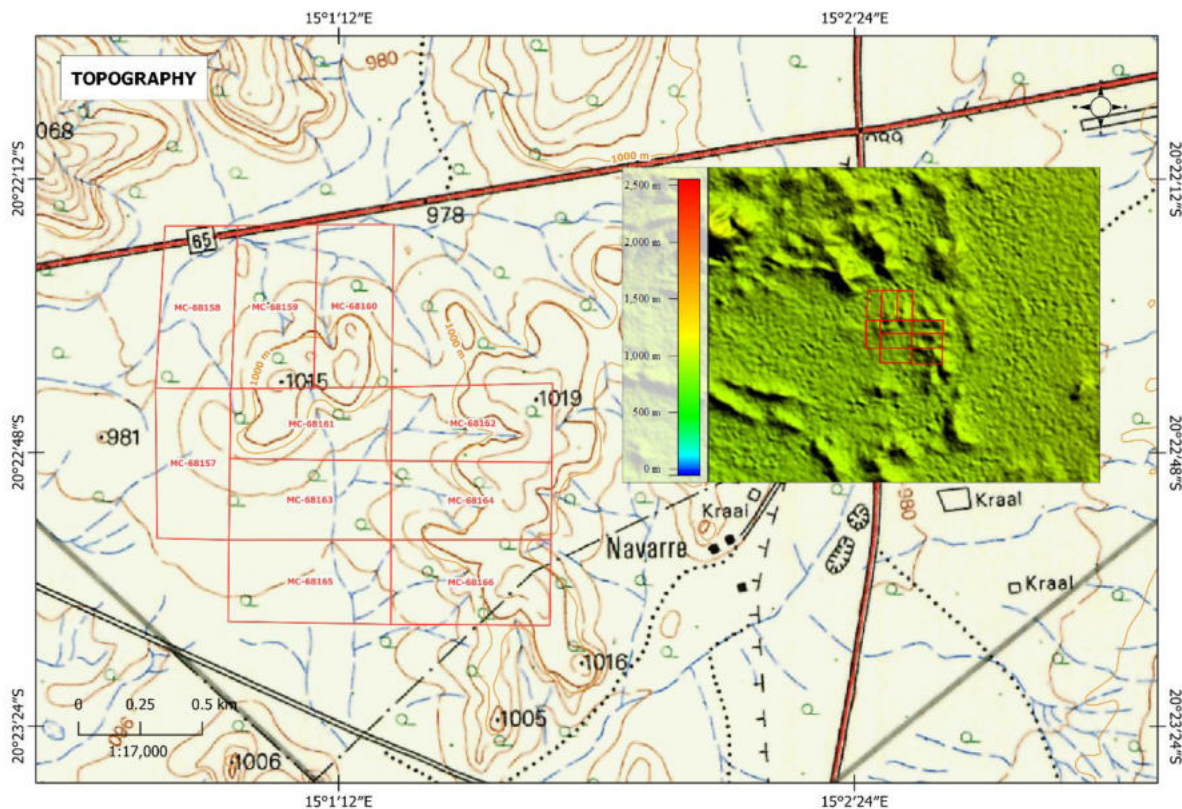 15°1'12"E
15°2'24"E
TOPOGRAPHY
980
068
20°22'12"S
20°22'12"S
1000 m
978
65
2,500 m
2,000 m
1,500 m
1,000 m
500 m
0 m
MC-68158
MC-68159
MC-68160
1000 m
1000 m
1015
1019
981
MC-68161
MC-68162
MC-68157
MC-68163
MC-68164
20°22'48"S
20°22'48"S
Kraal
980
Kraal
Navarre
MC-68165
MC-68166
Kraal
1016
1005
1006
0 0.25 0.5 km
1:17,000
20°23'24"S
20°23'24"S
15°1'12"E
15°2'24"E